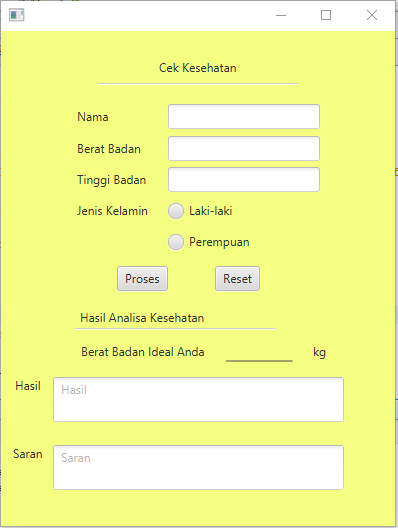 Cek Kesehatan
Nama
Berat Badan
Tinggi Badan
Jenis Kelamin Laki-laki
Perempuan
Proses Reset
Hasil Analisa Kesehatan
Berat Badan Ideal Anda kg
Hasil Hasil
Saran Saran